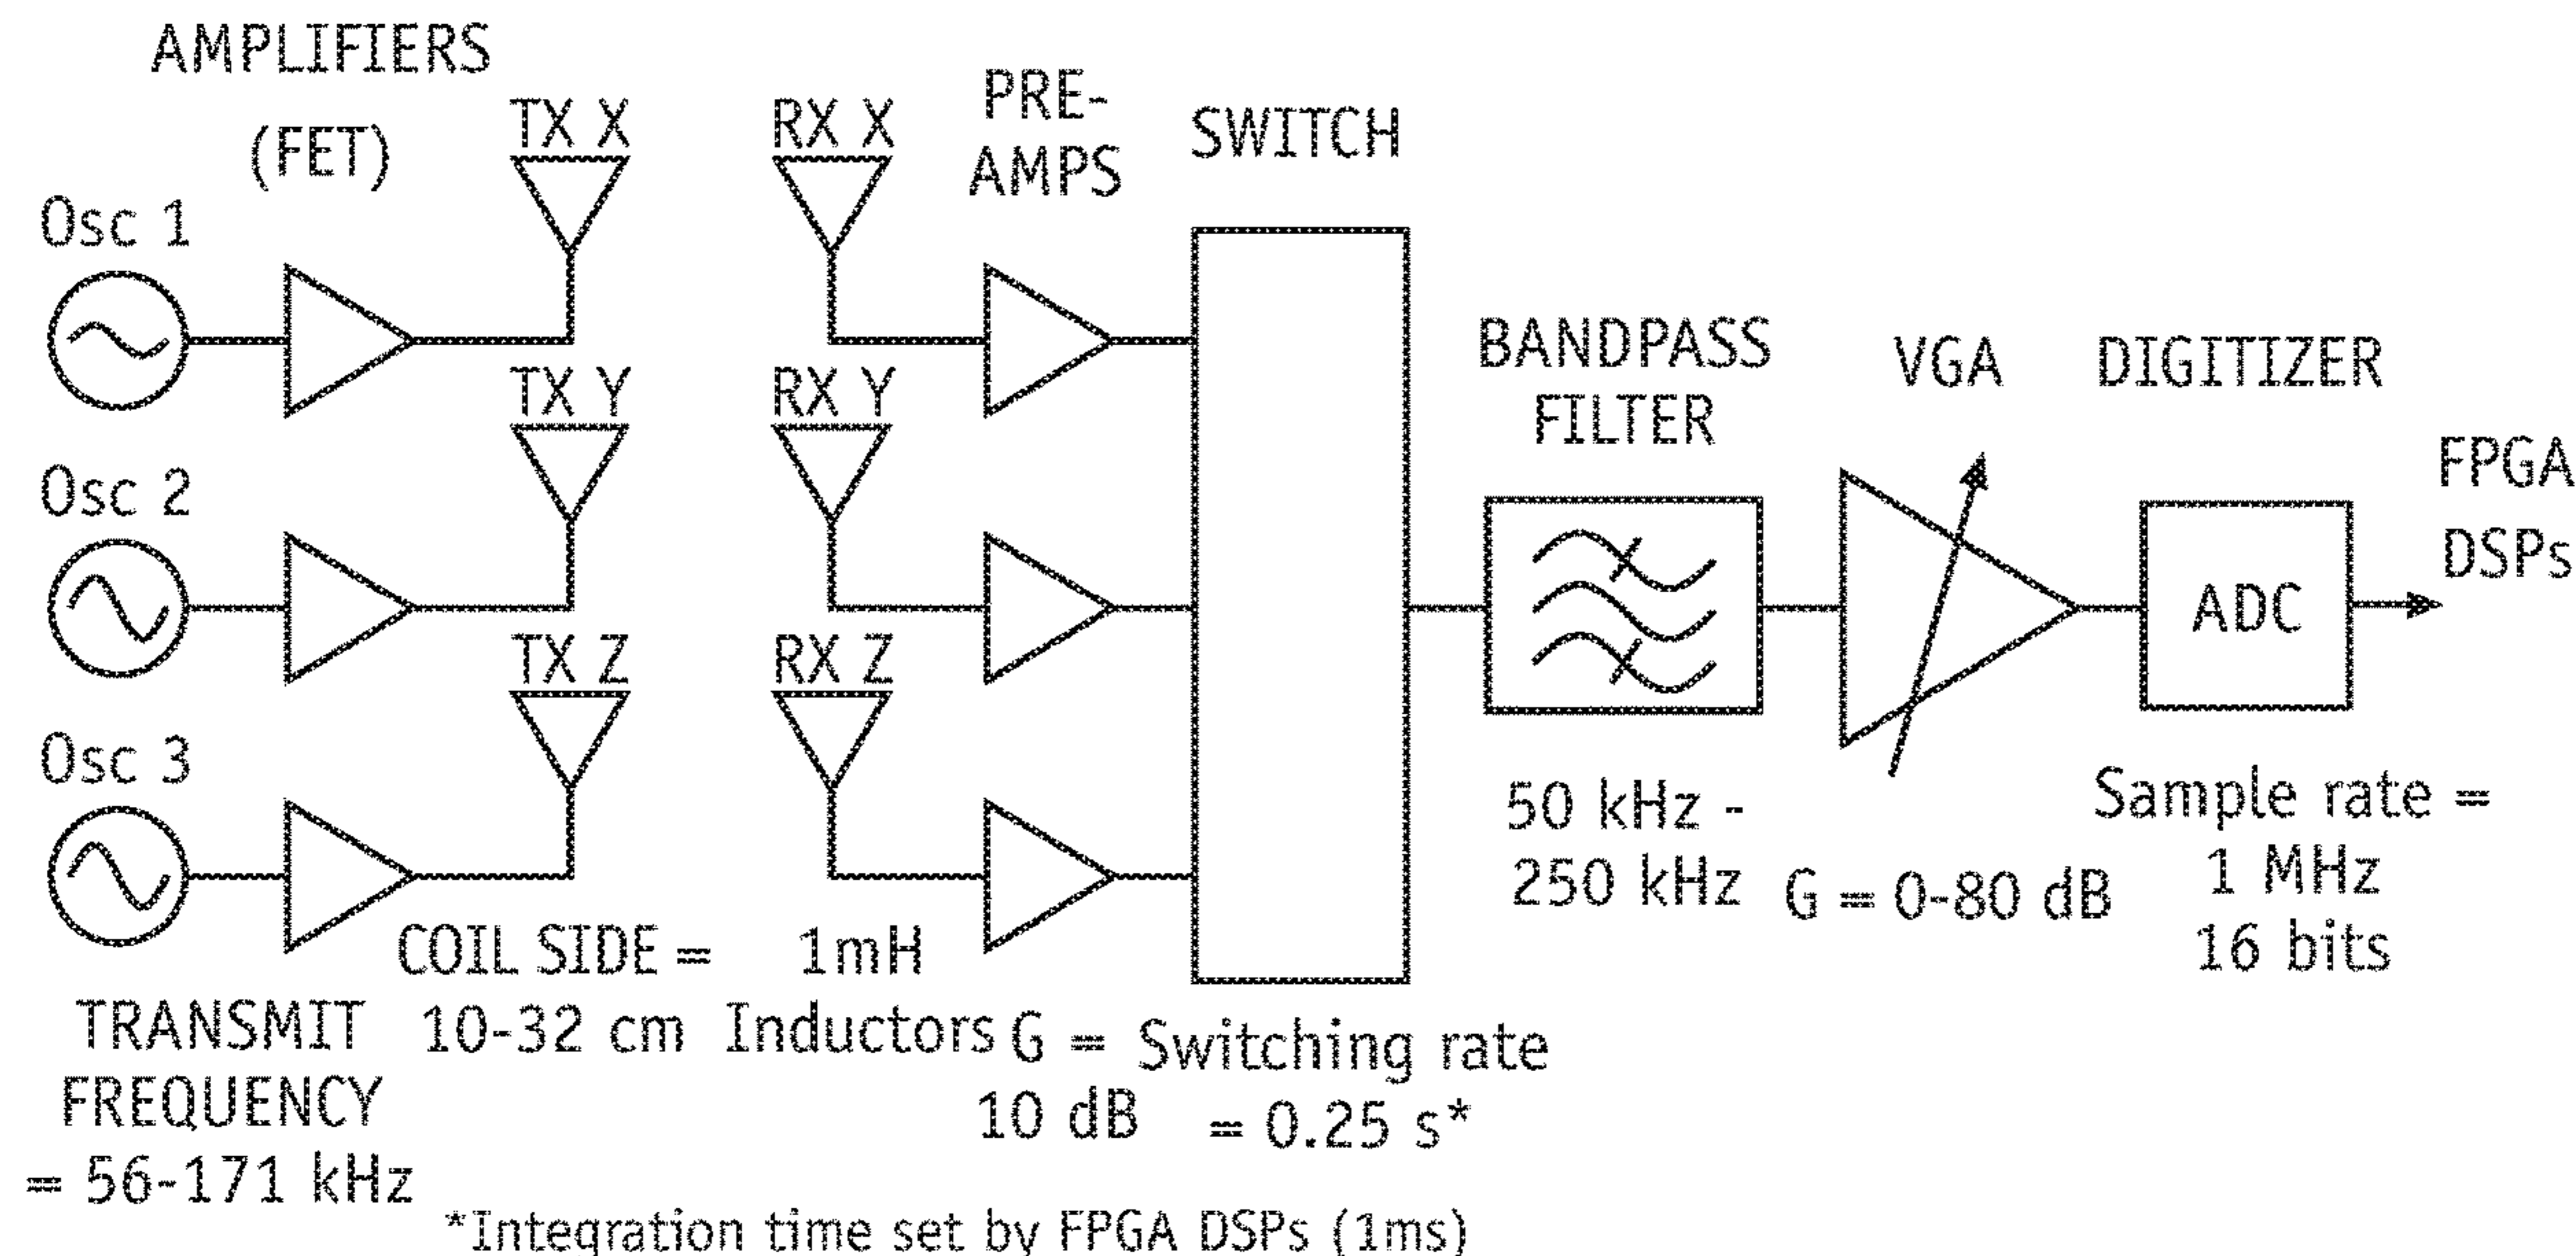 AMPLIFIERS
(FET)
Osc 1
Osc 2
Osc 3
TRANSMIT
FREQUENCY
= 56-171 kHz
TX X
TX Y
TX Z
COIL SIDE =
10-32 cm
RX X
RX Y
RX Z
1mH
Inductors
PRE-
AMPS
G =
10 dB
SWITCH
Switching rate
= 0.25 s*
BANDPASS
FILTER
50 kHz -
250 kHz
VGA
G = 0-80 dB
DIGITIZER
ADC
Sample rate =
1 MHz
16 bits
FPGA
DSPs
*Integration time set by FPGA DSPs (1ms)